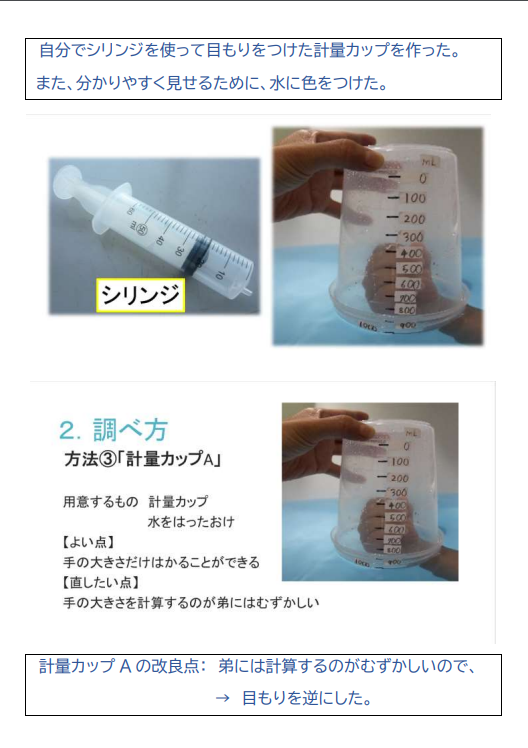 自分でシリンジを使って目もりをつけた計量カップを作った。
また、分かりやすく見せるために、水に色をつけた。
シリンジ
50
ml
40
30
10
ML
0
100
200
300
400
500
600
700
800
1000 900
2．調べ方
方法③「計量カップA」
用意するもの　計量カップ
水をはったおけ
【よい点】
手の大きさだけはかることができる
【直したい点】
手の大きさを計算するのが弟にはむずかしい
ML
0
100
200
300
400
500
600
700
800
1000 900
計量カップAの改良点： 弟には計算するのがむずかしいので、
→ 目もりを逆にした。